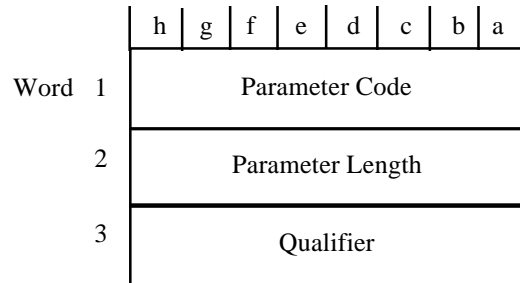 h g f e d c b a
Word 1 Parameter Code
2 Parameter Length
3 Qualifier